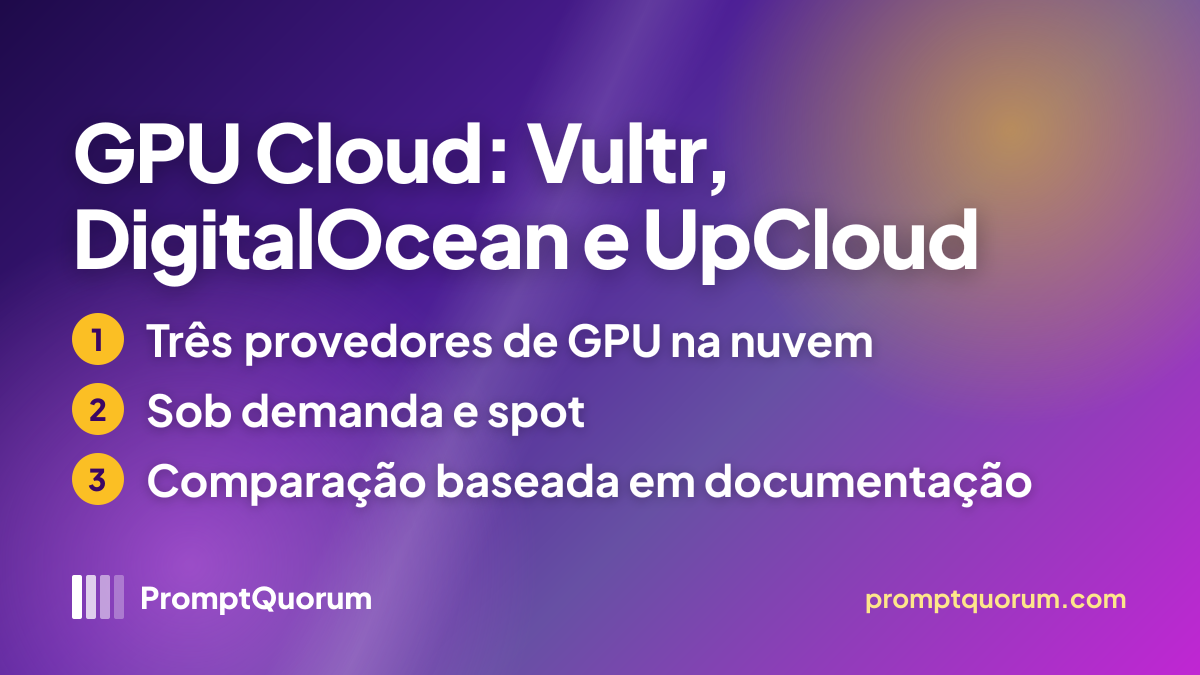 GPU Cloud: Vultr,
DigitalOcean e UpCloud
1 Três provedores de GPU na nuvem
2 Sob demanda e spot
3 Comparação baseada em documentação
PromptQuorum
promptquorum.com